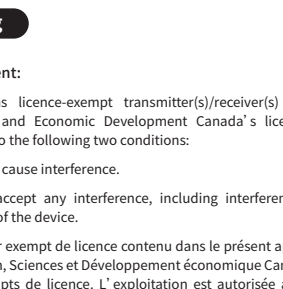 ent:
licence-exempt transmitter(s)/receiver(s)
and Economic Development Canada's lice
o the following two conditions:
cause interference.
accept any interference, including interferen
of the device.
r exempt de licence contenu dans le présent a
n, Sciences et Développement économique Can
pts de licence. L'exploitation est autorisée